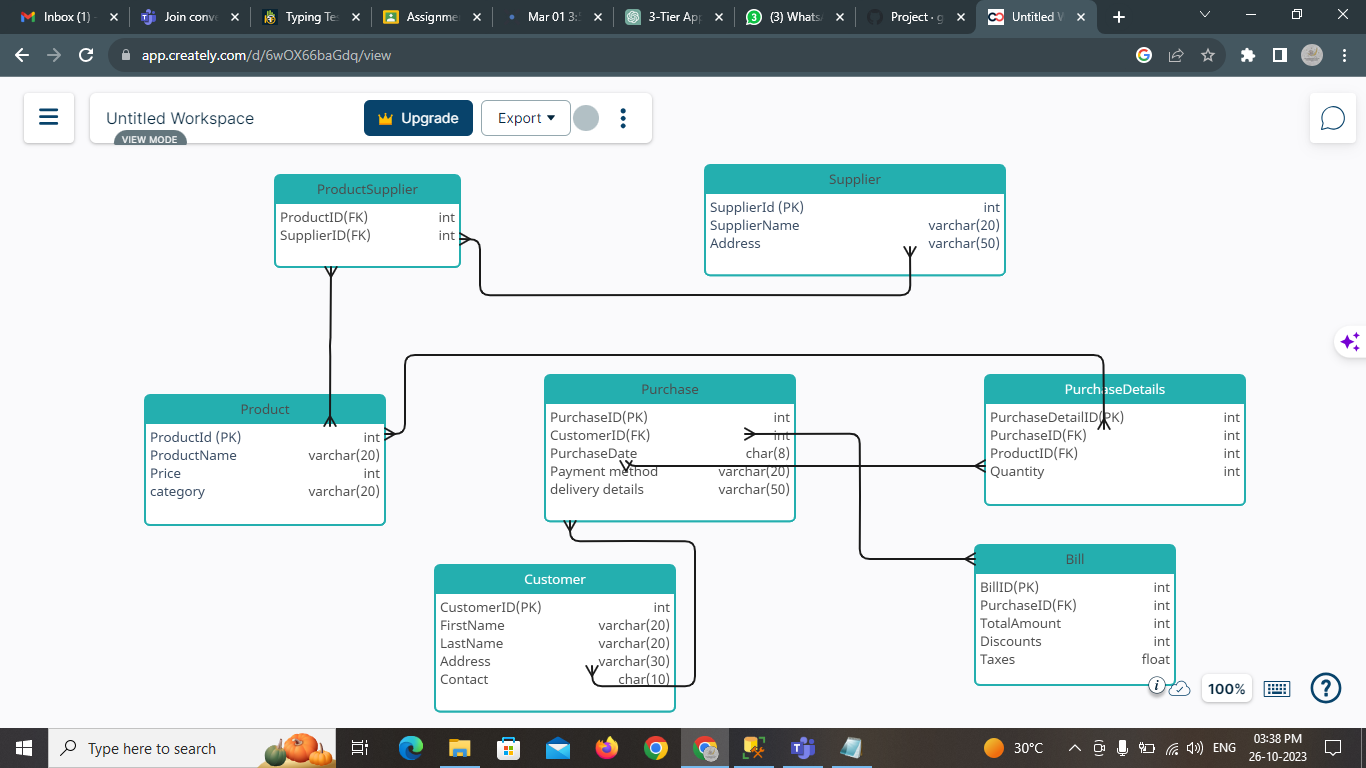 Inbox (1) -
Join conv
Typing Te
Assignme
Mar 01 3:
3-Tier Ap
(3) Whats
Project · g
Untitled W
app.creately.com/d/6wOX66baGdq/view
Untitled Workspace
VIEW MODE
Upgrade
Export
ProductSupplier
ProductID(FK) int
SupplierID(FK) int
Supplier
SupplierId (PK) int
SupplierName varchar(20)
Address varchar(50)
Product
ProductId (PK) int
ProductName varchar(20)
Price int
category varchar(20)
Purchase
PurchaseID(PK) int
CustomerID(FK) int
PurchaseDate char(8)
Payment method varchar(20)
delivery details varchar(50)
PurchaseDetails
PurchaseDetailID(PK) int
PurchaseID(FK) int
ProductID(FK) int
Quantity int
Customer
CustomerID(PK) int
FirstName varchar(20)
LastName varchar(20)
Address varchar(30)
Contact char(10)
Bill
BillID(PK) int
PurchaseID(FK) int
TotalAmount int
Discounts int
Taxes float
100%
Type here to search
30°C
ENG
03:38 PM
26-10-2023